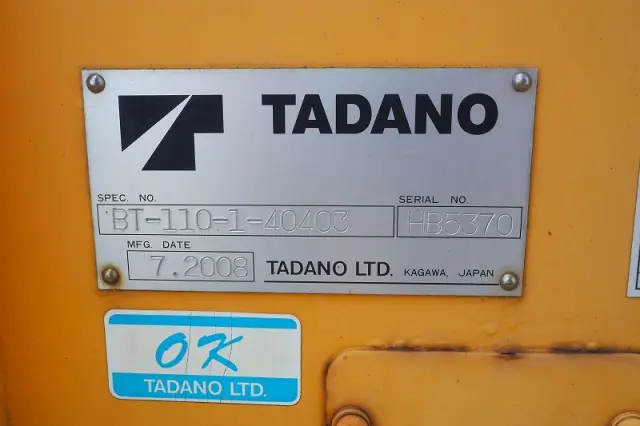 TADANO
SPEC. NO.
SERIAL NO.
BT-110-1-40403
HB5370
MFG. DATE
7.2008
TADANO LTD. KAGAWA, JAPAN
OK
TADANO LTD.